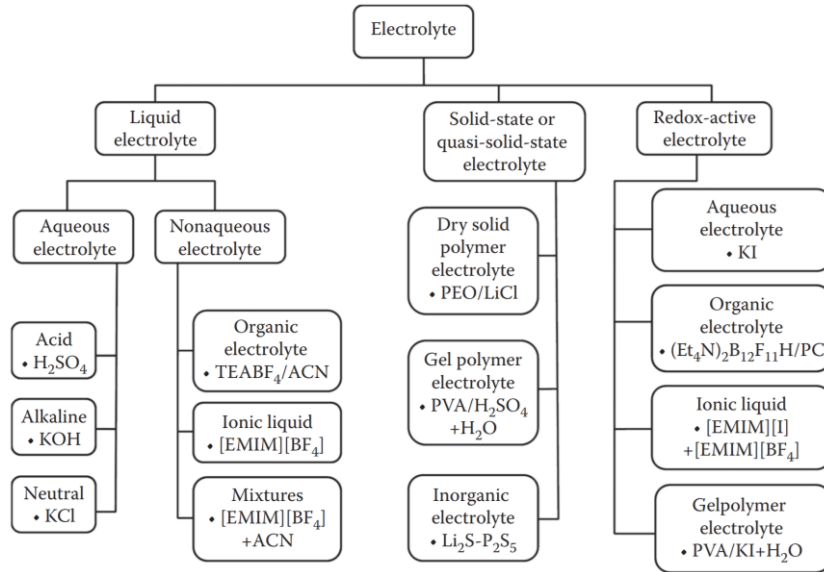 Electrolyte
Liquid
electrolyte
Solid-state or
quasi-solid-state
electrolyte
Redox-active
electrolyte
Aqueous
electrolyte
Nonaqueous
electrolyte
Acid
• H₂SO₄
Alkaline
• KOH
Neutral
• KCl
Organic
electrolyte
• TEABF₄/ACN
Ionic liquid
• [EMIM][BF₄]
Mixtures
• [EMIM][BF₄]
+ACN
Dry solid
polymer
electrolyte
• PEO/LiCl
Gel polymer
electrolyte
• PVA/H₂SO₄
+H₂O
Inorganic
electrolyte
• Li₂S-P₂S₅
Aqueous
electrolyte
• KI
Organic
electrolyte
• (Et₄N)₂B₁₂F₁₁H/PC
Ionic liquid
• [EMIM][I]
+[EMIM][BF₄]
Gelpolymer
electrolyte
• PVA/KI+H₂O